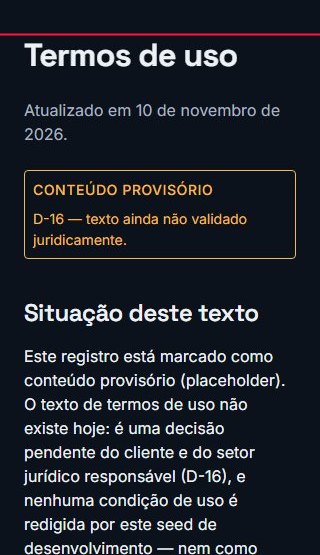 Termos de uso
Atualizado em 10 de novembro de
2026.
CONTEÚDO PROVISÓRIO
D-16 — texto ainda não validado
juridicamente.
Situação deste texto
Este registro está marcado como
conteúdo provisório (placeholder).
O texto de termos de uso não
existe hoje: é uma decisão
pendente do cliente e do setor
jurídico responsável (D-16), e
nenhuma condição de uso é
redigida por este seed de
desenvolvimento — nem como